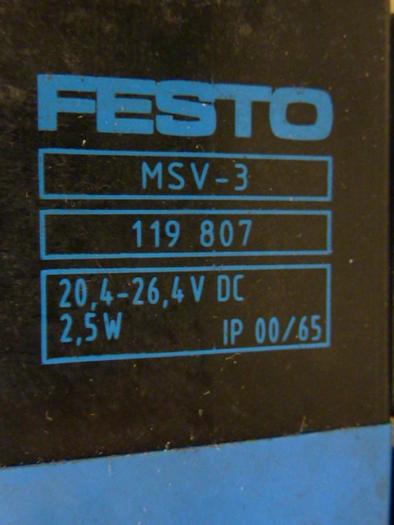 FESTO
MSV-3
119 807
20,4-26,4V DC
2,5W IP 00/65